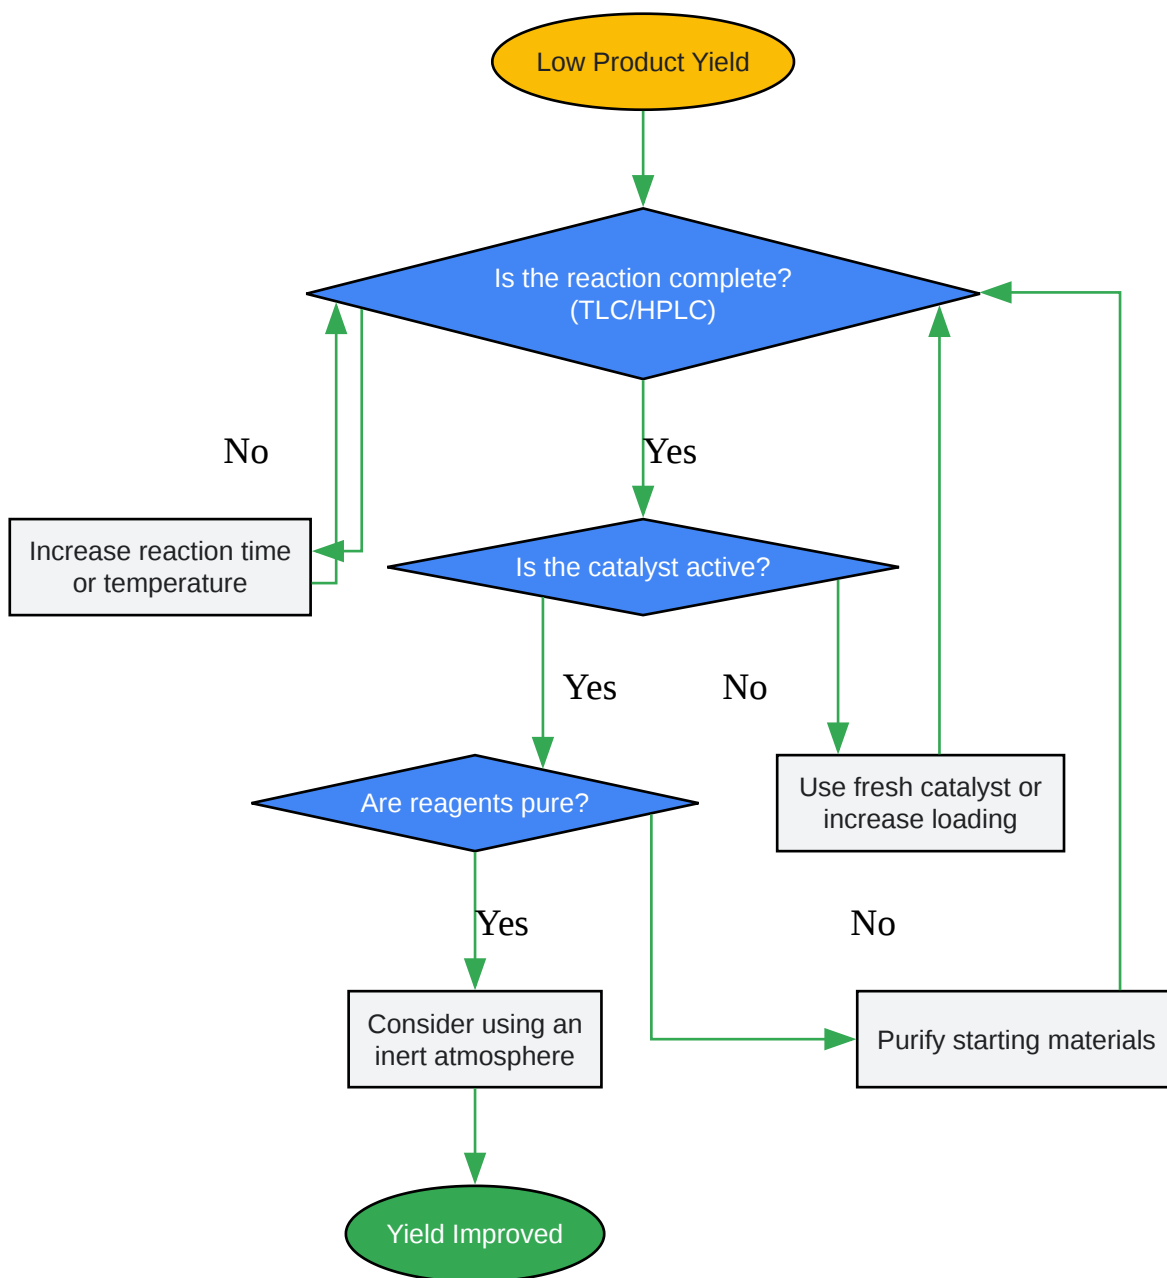 Low Product Yield
Is the reaction complete?
(TLC/HPLC)
No
Yes
Increase reaction time
or temperature
Is the catalyst active?
Yes
No
Are reagents pure?
Use fresh catalyst or
increase loading
Yes
No
Consider using an
inert atmosphere
Purify starting materials
Yield Improved